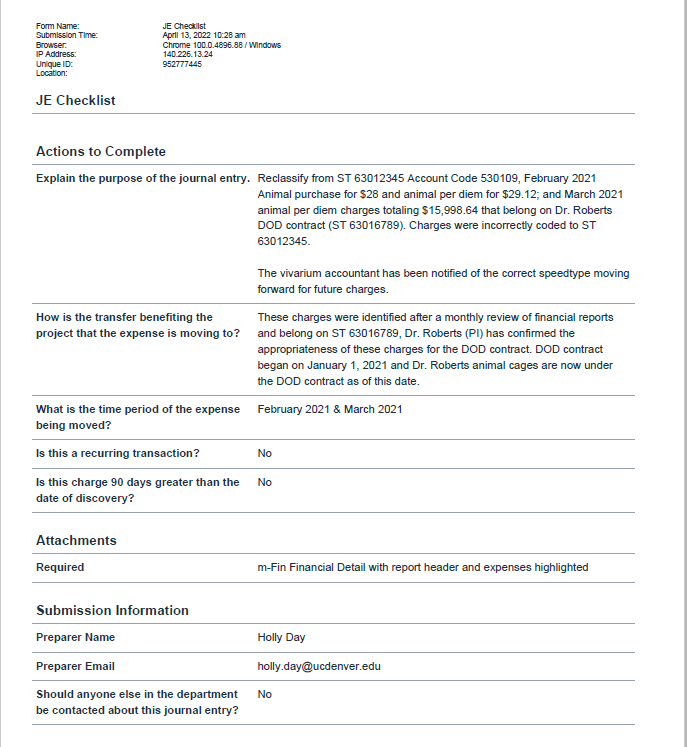 Form Name: JE Checklist
Submission Time: April 13, 2022 10:28 am
Browser: Chrome 100.0.4896.88 / Windows
IP Address: 140.226.13.24
Unique ID: 952777445
Location:
JE Checklist
Actions to Complete
Explain the purpose of the journal entry. Reclassify from ST 63012345 Account Code 530109, February 2021
Animal purchase for $28 and animal per diem for $29.12; and March 2021
animal per diem charges totaling $15,998.64 that belong on Dr. Roberts
DOD contract (ST 63016789). Charges were incorrectly coded to ST
63012345.
The vivarium accountant has been notified of the correct speedtype moving
forward for future charges.
How is the transfer benefiting the These charges were identified after a monthly review of financial reports
project that the expense is moving to? and belong on ST 63016789, Dr. Roberts (PI) has confirmed the
appropriateness of these charges for the DOD contract. DOD contract
began on January 1, 2021 and Dr. Roberts animal cages are now under
the DOD contract as of this date.
What is the time period of the expense February 2021 & March 2021
being moved?
Is this a recurring transaction? No
Is this charge 90 days greater than the No
date of discovery?
Attachments
Required m-Fin Financial Detail with report header and expenses highlighted
Submission Information
Preparer Name Holly Day
Preparer Email holly.day@ucdenver.edu
Should anyone else in the department No
be contacted about this journal entry?